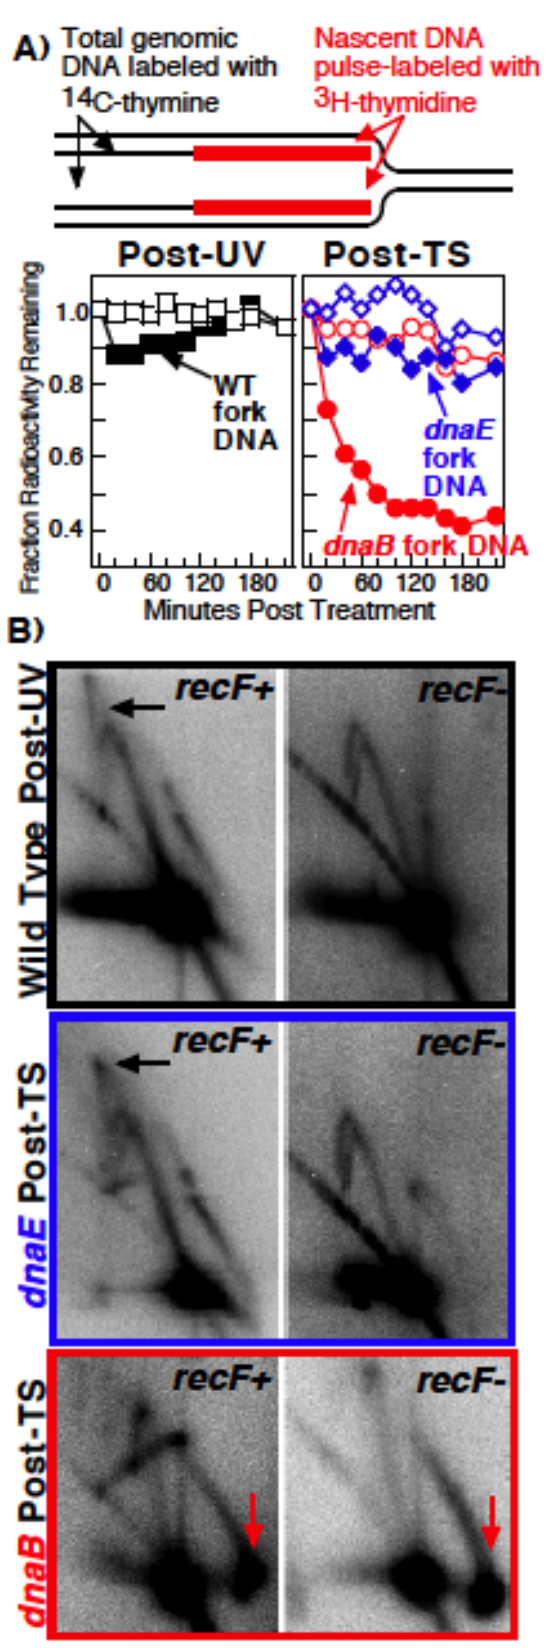 A)
Total genomic
DNA labeled with
14C-thymine
Nascent DNA
pulse-labeled with
3H-thymidine
Post-UV
Post-TS
Fraction Radioactivity Remaining
1.0
0.8
0.6
0.4
WT
fork
DNA
dnaE
fork
DNA
dnaB fork DNA
0 60 120 180
0 60 120 180
Minutes Post Treatment
B)
Wild Type Post-UV
recF+
recF-
dnaE Post-TS
recF+
recF-
dnaB Post-TS
recF+
recF-